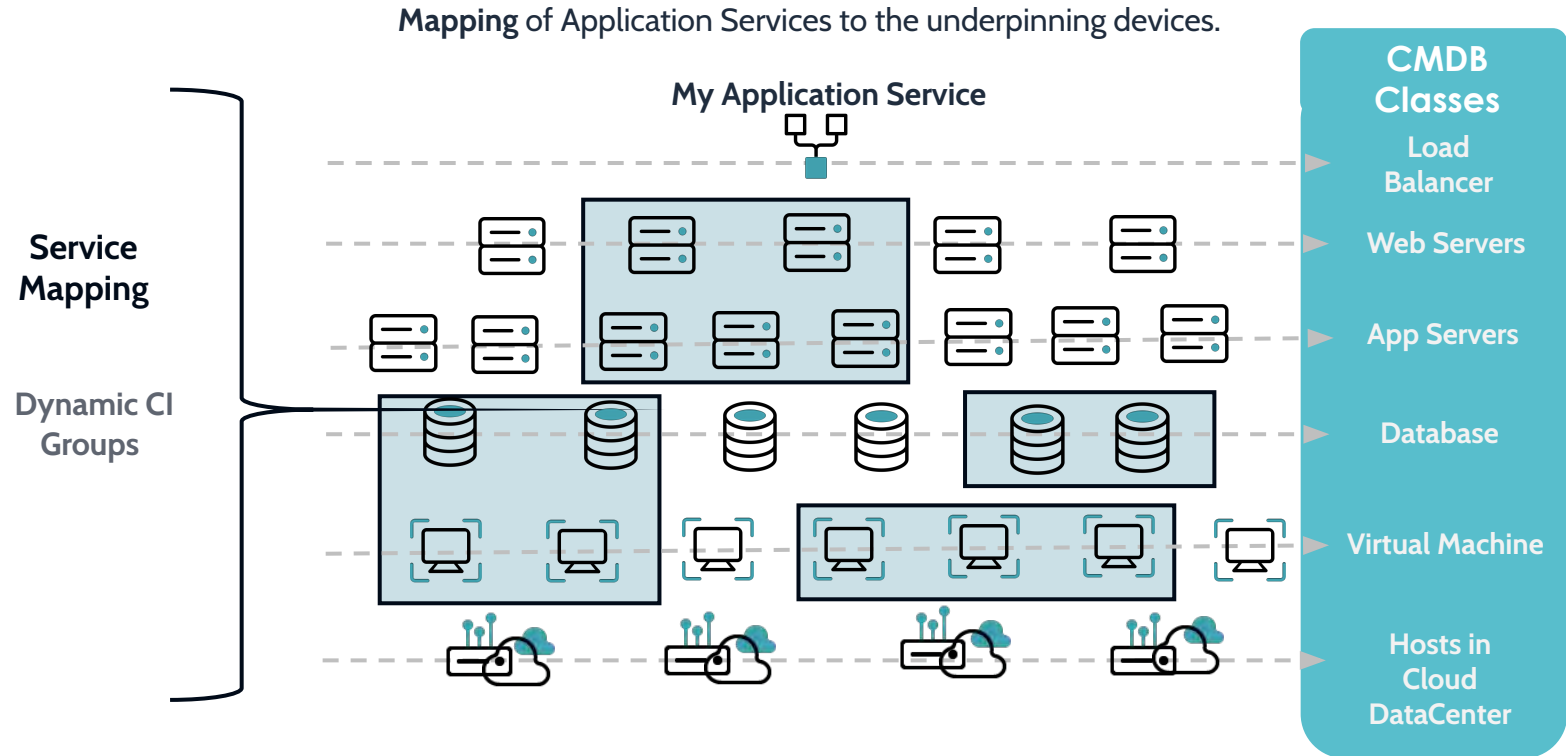 Mapping of Application Services to the underpinning devices.
My Application Service
Service
Mapping
Dynamic CI
Groups
CMDB
Classes
Load
Balancer
Web Servers
App Servers
Database
Virtual Machine
Hosts in
Cloud
DataCenter